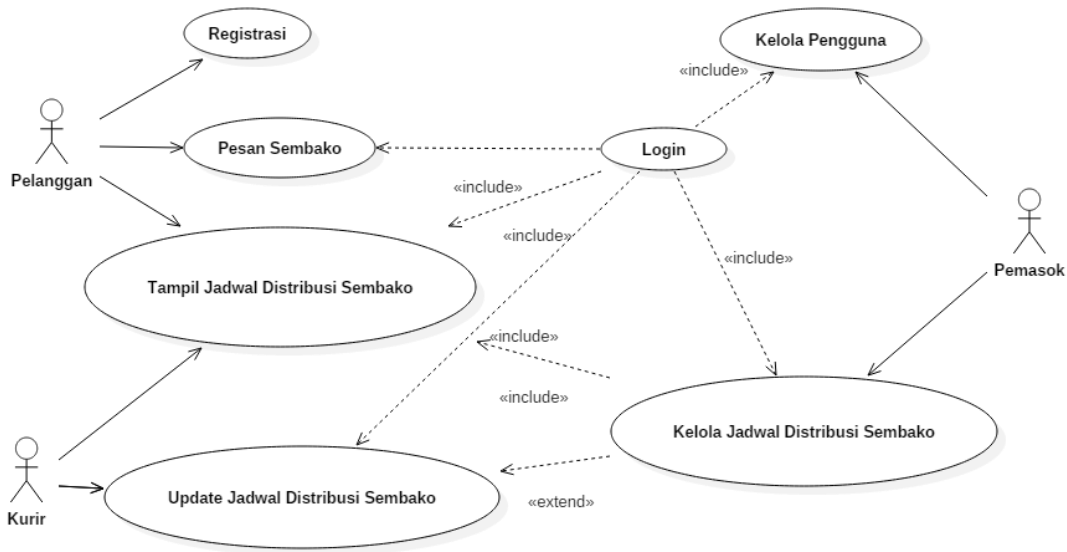 Registrasi
Kelola Pengguna
«include»
Pelanggan
Pesan Sembako
Login
«include»
«include»
«include»
Pemasok
Tampil Jadwal Distribusi Sembako
«include»
«include»
Kelola Jadwal Distribusi Sembako
Kurir
Update Jadwal Distribusi Sembako
«extend»